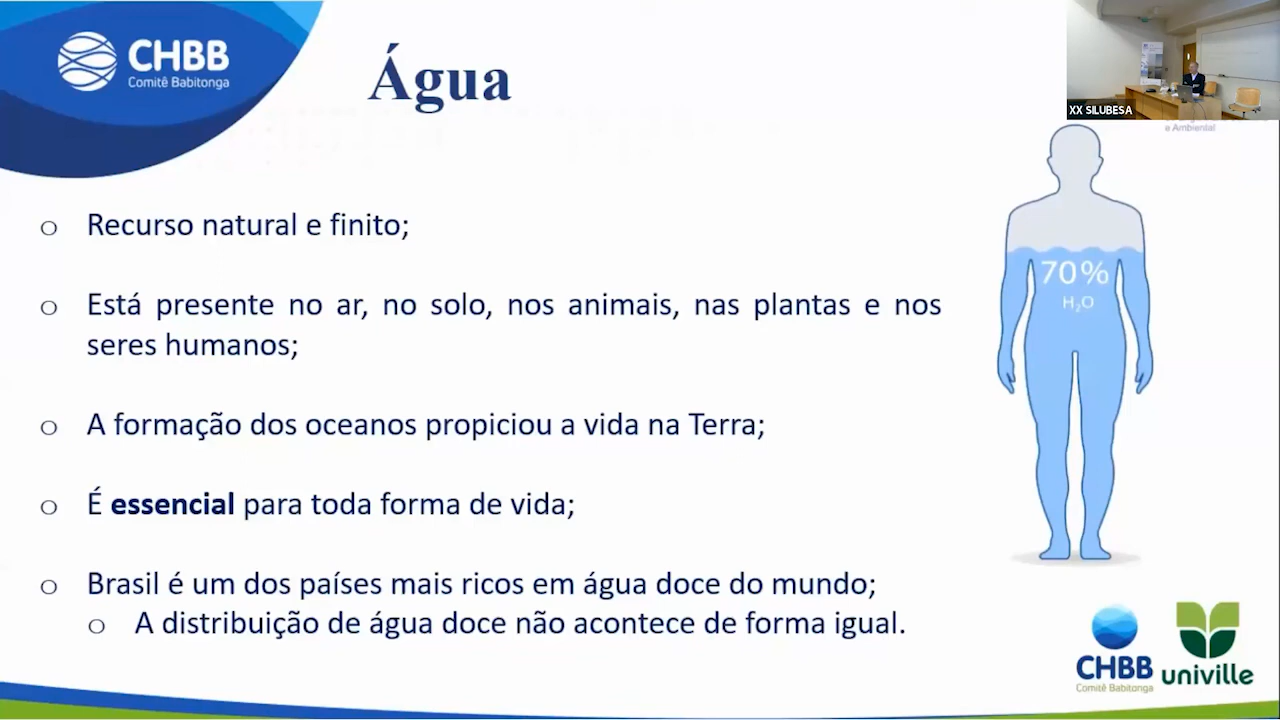 CHBB
Comitê Babitonga
Água
XX SILUBESA
e Ambiental
o Recurso natural e finito;
o Está presente no ar, no solo, nos animais, nas plantas e nos
seres humanos;
o A formação dos oceanos propiciou a vida na Terra;
o É essencial para toda forma de vida;
o Brasil é um dos países mais ricos em água doce do mundo;
o A distribuição de água doce não acontece de forma igual.
70%
H₂O
CHBB
Comitê Babitonga
univille